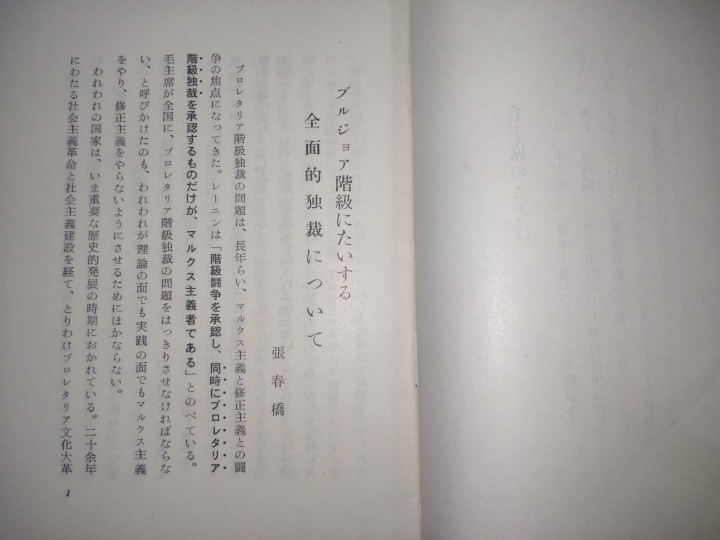 ブルジョア階級にたいする
全面的独裁について
張春橋
プロレタリア階級独裁の問題は、長年らい、マルクス主義と修正主義との闘
争の焦点になってきた。レーニンは「階級闘争を承認し、同時にプロレタリア
階級独裁を承認するものだけが、マルクス主義者である」とのべている。
毛主席が全国に、プロレタリア階級独裁の問題をはっきりさせなければならな
い、と呼びかけたのも、われわれが理論の面でも実践の面でもマルクス主義
をやり、修正主義をやらないようにさせるためにほかならない。
われわれの国家は、いま重要な歴史的発展の時期におかれている。二十余年
にわたる社会主義革命と社会主義建設を経て、とりわけプロレタリア文化大革
1